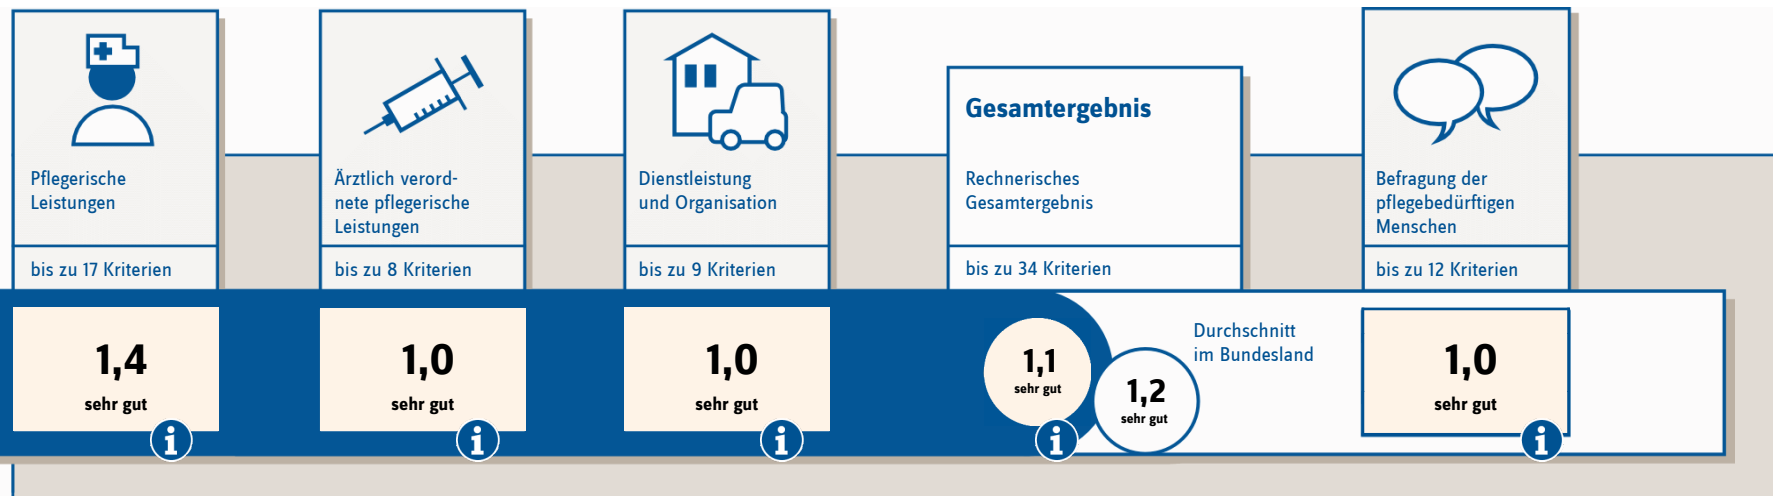 Pflegerische
Leistungen
bis zu 17 Kriterien
1,4
sehr gut
i
Ärztlich verord-
nete pflegerische
Leistungen
bis zu 8 Kriterien
1,0
sehr gut
i
Dienstleistung
und Organisation
bis zu 9 Kriterien
1,0
sehr gut
i
Gesamtergebnis
Rechnerisches
Gesamtergebnis
bis zu 34 Kriterien
1,1
sehr gut
i
1,2
sehr gut
Durchschnitt
im Bundesland
Befragung der
pflegebedürftigen
Menschen
bis zu 12 Kriterien
1,0
sehr gut
i